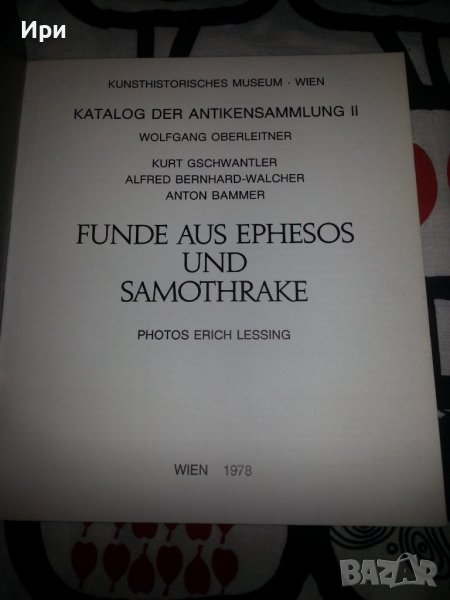 Ири
KUNSTHISTORISCHES MUSEUM · WIEN
KATALOG DER ANTIKENSAMMLUNG II
WOLFGANG OBERLEITNER
KURT GSCHWANTLER
ALFRED BERNHARD-WALCHER
ANTON BAMMER
FUNDE AUS EPHESOS
UND
SAMOTHRAKE
PHOTOS ERICH LESSING
WIEN 1978
BAZAR